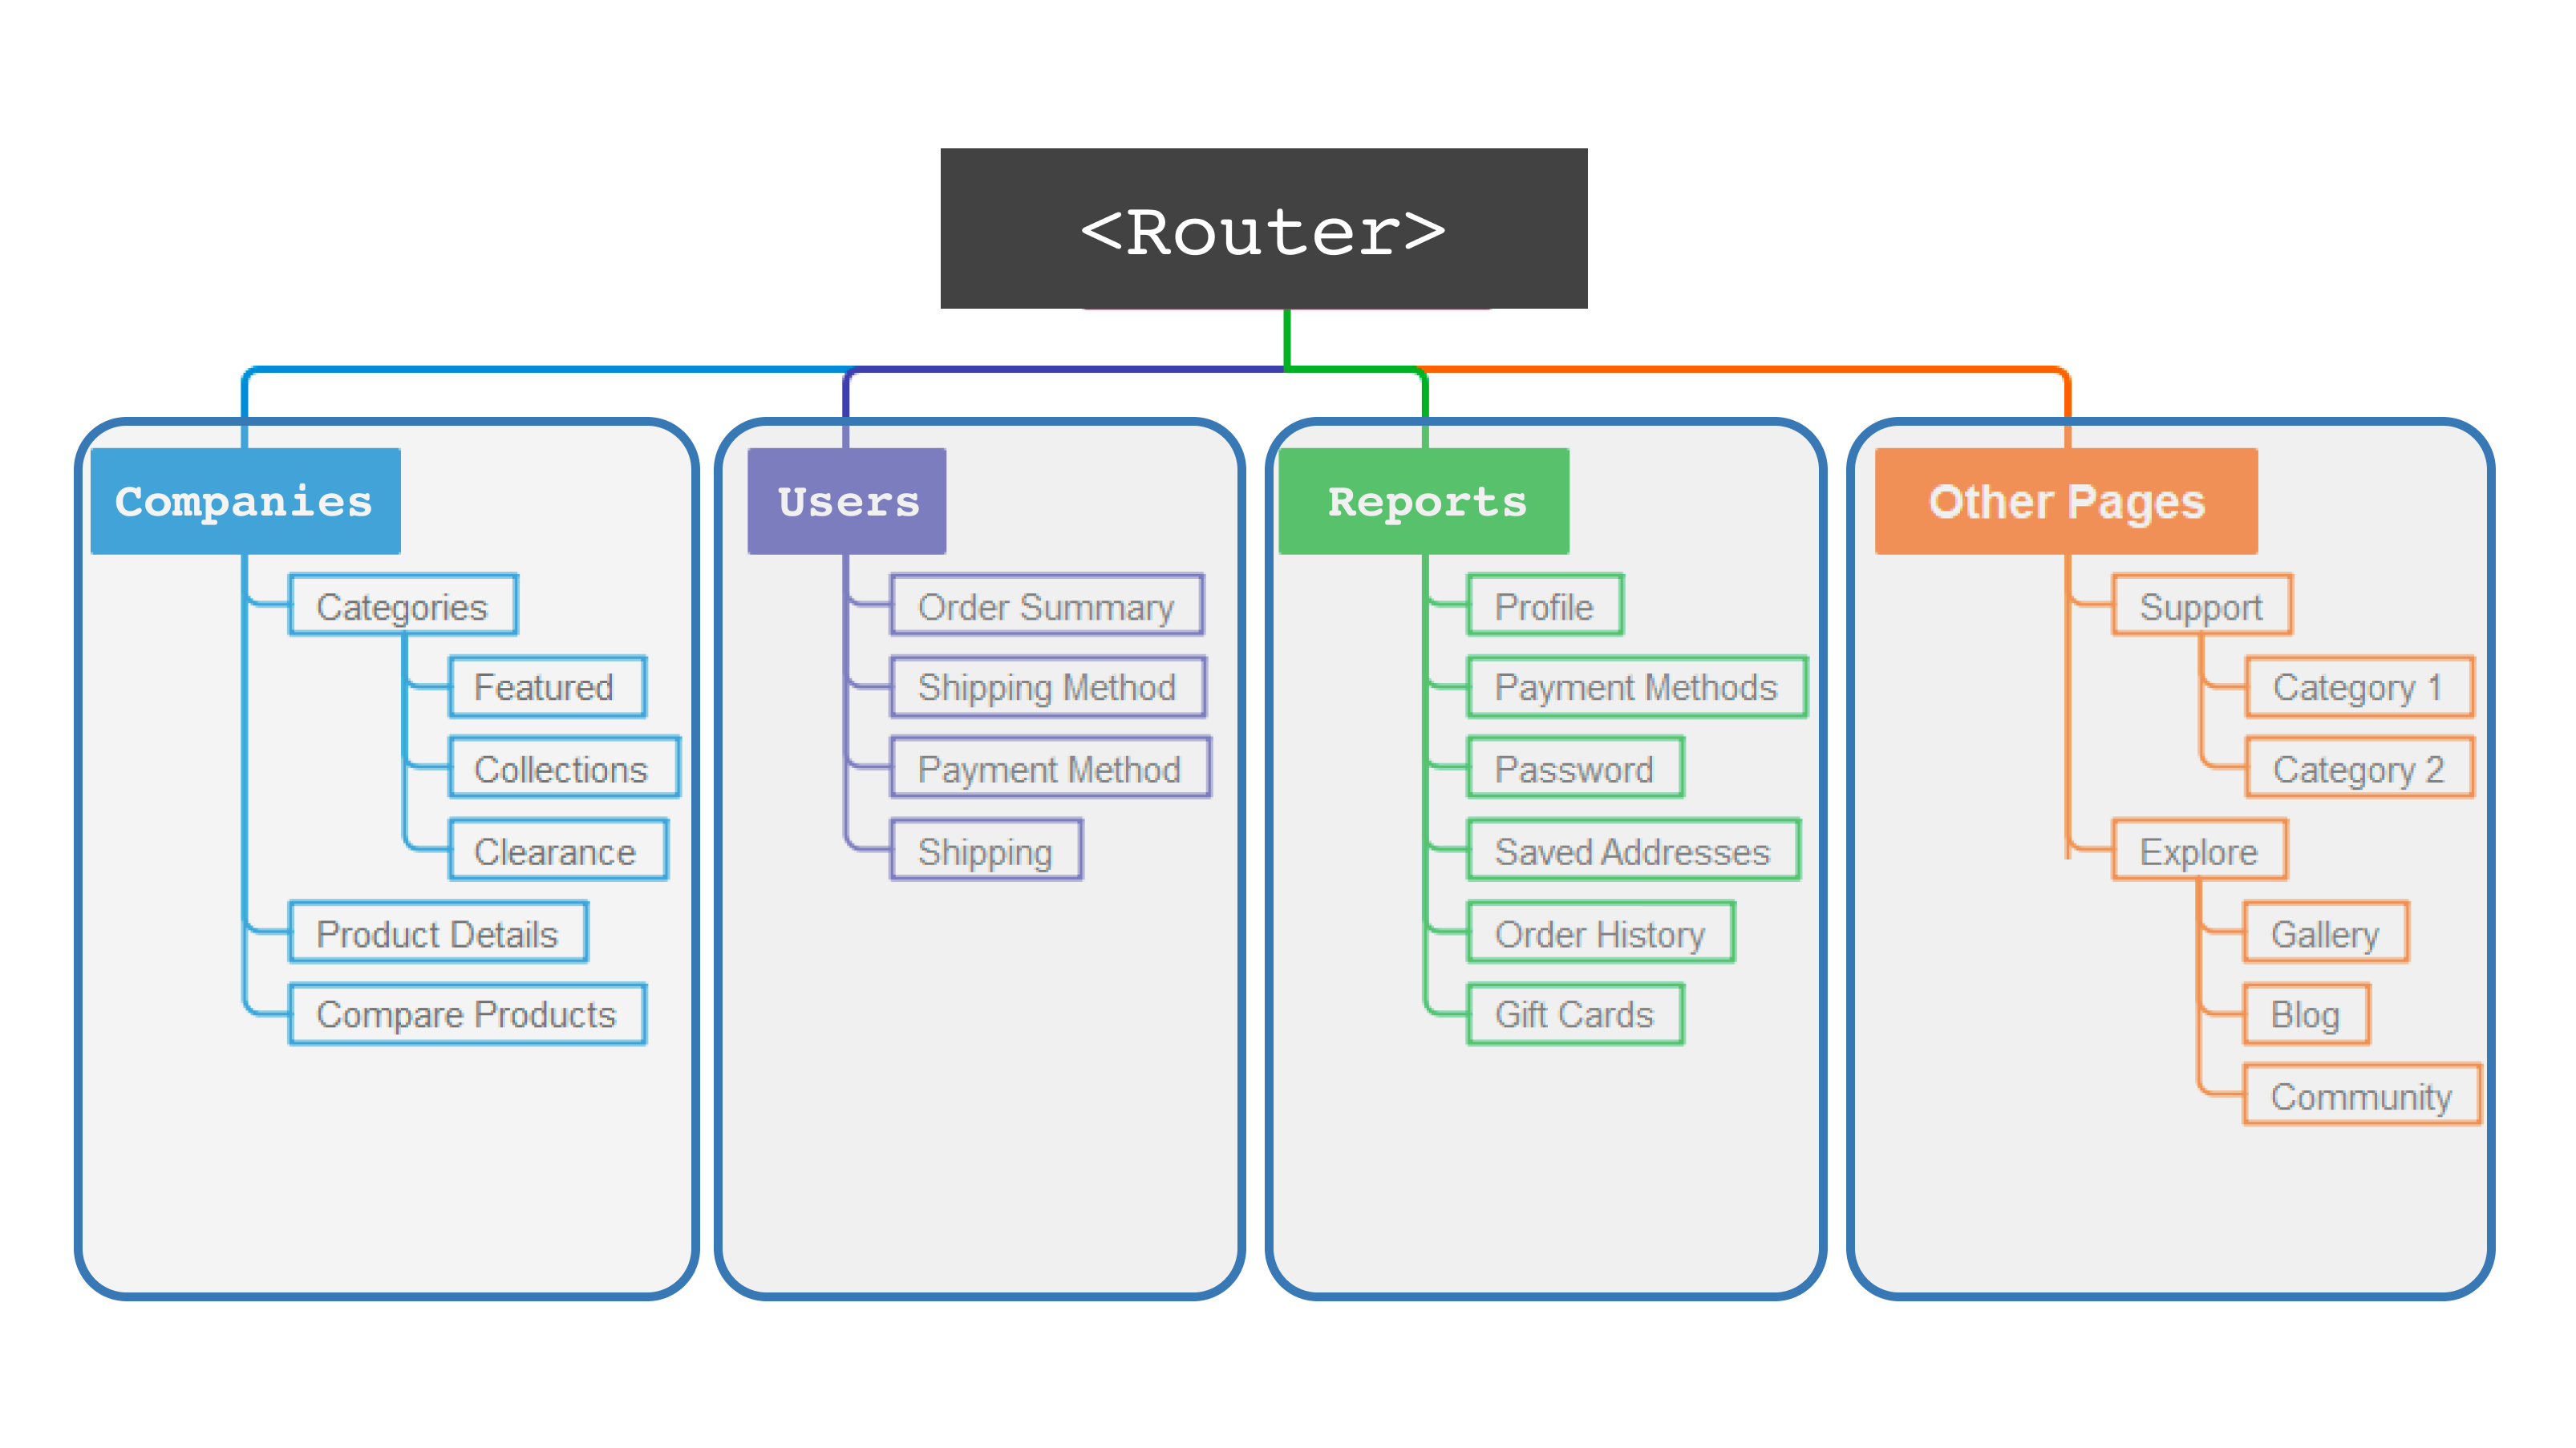 <Router>
Companies
Categories
Featured
Collections
Clearance
Product Details
Compare Products
Users
Order Summary
Shipping Method
Payment Method
Shipping
Reports
Profile
Payment Methods
Password
Saved Addresses
Order History
Gift Cards
Other Pages
Support
Category 1
Category 2
Explore
Gallery
Blog
Community